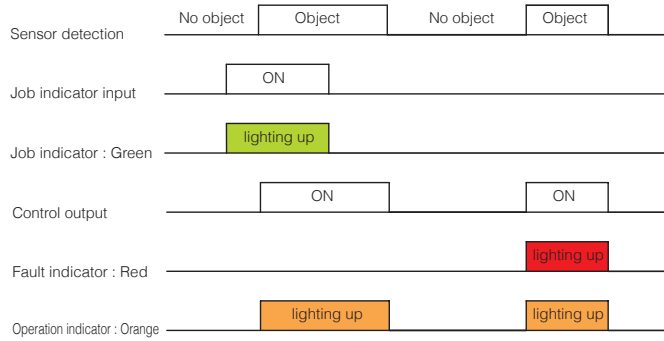 No object Object No object Object
Sensor detection
ON
Job indicator input
lighting up
Job indicator : Green
ON ON
Control output
lighting up
Fault indicator : Red
lighting up lighting up
Operation indicator : Orange